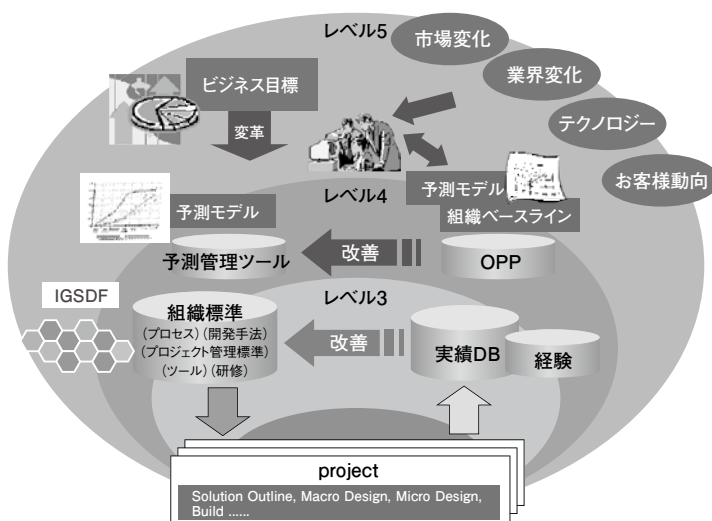 レベル5
市場変化
業界変化
テクノロジー
お客様動向
ビジネス目標
変革
レベル4
予測モデル
予測モデル
組織ベースライン
予測管理ツール
改善
OPP
IGSDF
レベル3
組織標準
(プロセス)(開発手法)
(プロジェクト管理標準)
(ツール)(研修)
改善
実績DB
経験
project
Solution Outline, Macro Design, Micro Design,
Build ......